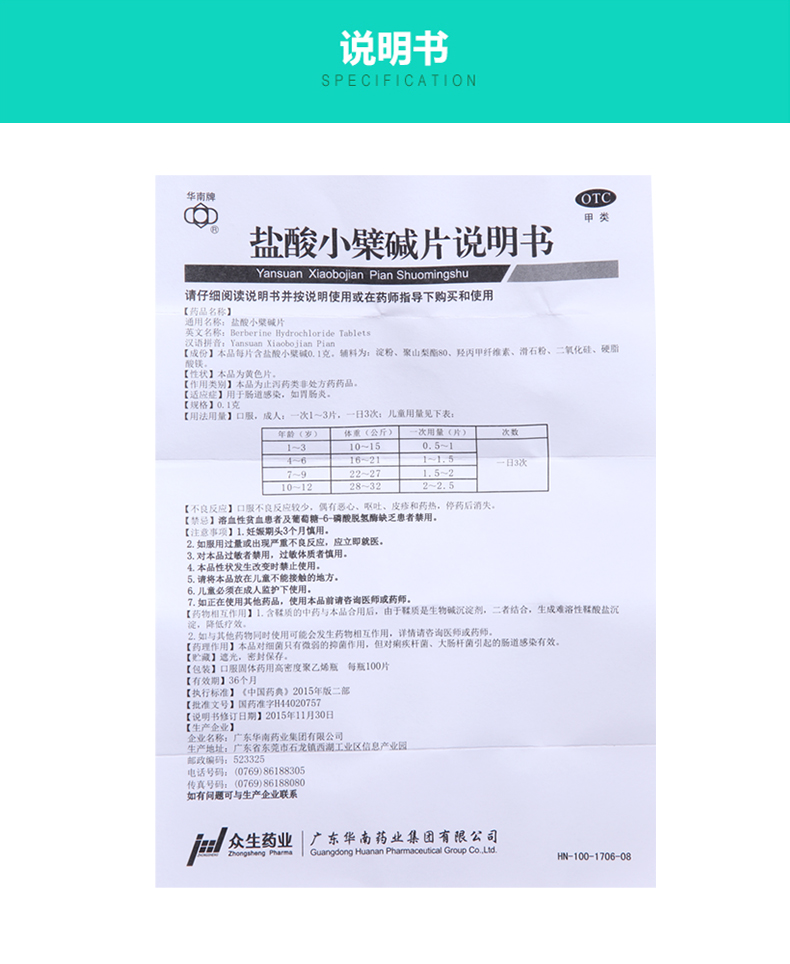 说明书
SPECIFICATION
华南牌
®
OTC
甲类
盐酸小檗碱片说明书
Yansuan Xiaobojian Pian Shuomingshu
请仔细阅读说明书并按说明使用或在药师指导下购买和使用
【药品名称】
通用名称：盐酸小檗碱片
英文名称：Berberine Hydrochloride Tablets
汉语拼音：Yansuan Xiaobojian Pian
【成份】本品每片含盐酸小檗碱0.1克，辅料为：淀粉、聚山梨酯80、羟丙甲纤维素、滑石粉、二氧化硅、硬脂
酸镁。
【性状】本品为黄色片。
【作用类别】本品为止泻药类非处方药药品。
【适应症】用于肠道感染，如胃肠炎。
【规格】0.1克
【用法用量】口服，成人：一次1～3片，一日3次；儿童用量见下表：
年龄（岁） 体重（公斤） 一次用量（片） 次数
1～3 10～15 0.5～1
4～6 16～21 1～1.5
一日3次
7～9 22～27 1.5～2
10～12 28～32 2～2.5
【不良反应】口服不良反应较少，偶有恶心、呕吐、皮疹和药热，停药后消失。
【禁忌】溶血性贫血患者及葡萄糖-6-磷酸脱氢酶缺乏患者禁用。
【注意事项】1.妊娠期头3个月慎用。
2.如服用过量或出现严重不良反应，应立即就医。
3.对本品过敏者禁用，过敏体质者慎用。
4.本品性状发生改变时禁止使用。
5.请将本品放在儿童不能接触的地方。
6.儿童必须在成人监护下使用。
7.如正在使用其他药品，使用本品前请咨询医师或药师。
【药物相互作用】1.含鞣质的中药与本品合用后，由于鞣质是生物碱沉淀剂，二者结合，生成难溶性鞣酸盐沉
淀，降低疗效。
2.如与其他药物同时使用可能会发生药物相互作用，详情请咨询医师或药师。
【药理作用】本品对细菌只有微弱的抑菌作用，但对痢疾杆菌、大肠杆菌引起的肠道感染有效。
【贮藏】遮光，密封保存。
【包装】口服固体药用高密度聚乙烯瓶 每瓶100片
【有效期】36个月
【执行标准】《中国药典》2015年版二部
【批准文号】国药准字H44020757
【说明书修订日期】2015年11月30日
【生产企业】
企业名称：广东华南药业集团有限公司
生产地址：广东省东莞市石龙镇西湖工业区信息产业园
邮政编码：523325
电话号码：(0769)86188305
传真号码：(0769)86188080
如有问题可与生产企业联系
ZHONGSHENG
众生药业
Zhongsheng Pharma
广东华南药业集团有限公司
Guangdong Huanan Pharmaceutical Group Co.,Ltd.
HN-100-1706-08